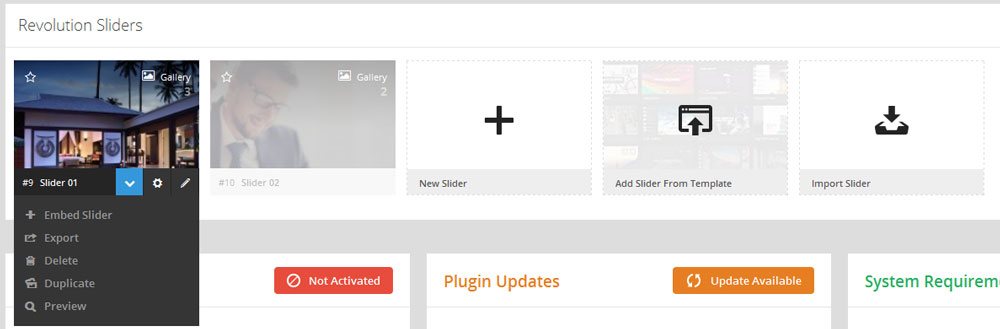 Revolution Sliders
Gallery
3
Gallery
2
#9 Slider 01
#10 Slider 02
New Slider
Add Slider From Template
Import Slider
Embed Slider
Export
Delete
Duplicate
Preview
Not Activated
Plugin Updates
Update Available
System Requirem